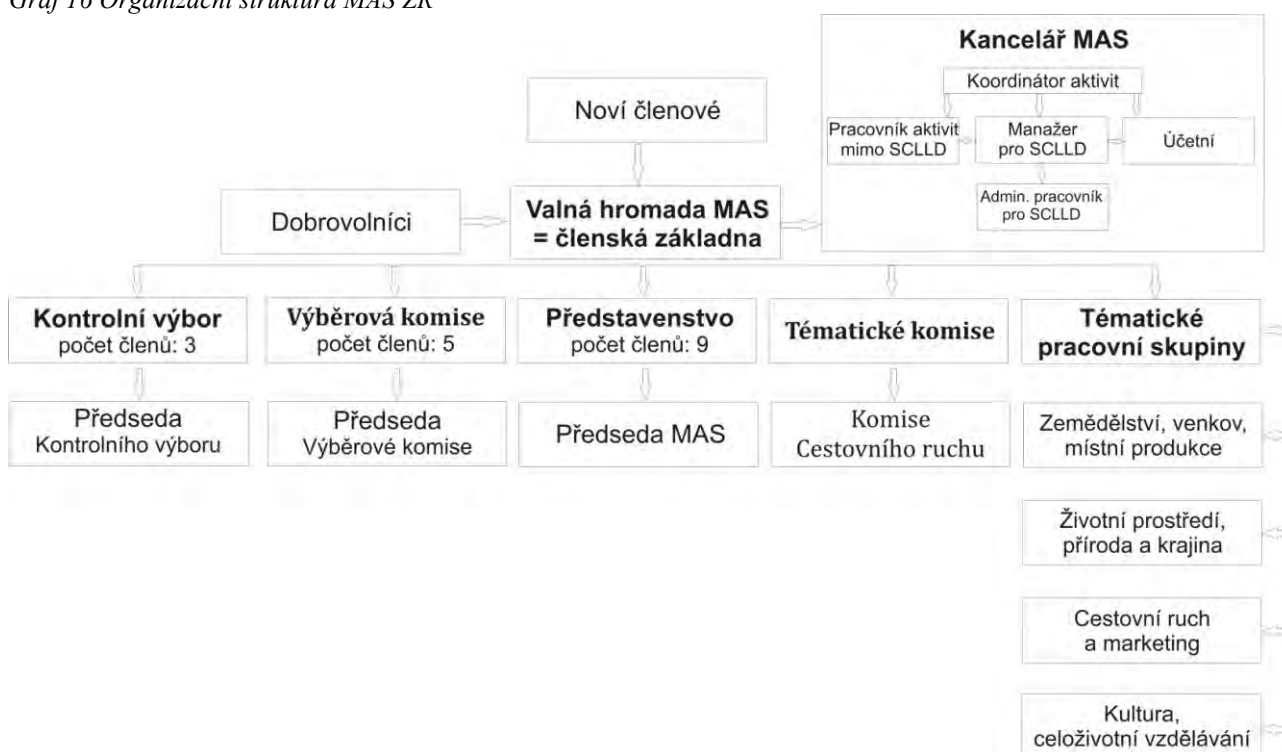 Graf 16 Organizační struktura MAS ZR
Kancelář MAS
Koordinátor aktivit
Pracovník aktivit
mimo SCLLD
Manažer
pro SCLLD
Účetní
Admin. pracovník
pro SCLLD
Noví členové
Dobrovolníci
Valná hromada MAS
= členská základna
Kontrolní výbor
počet členů: 3
Výběrová komise
počet členů: 5
Představenstvo
počet členů: 9
Tématické komise
Tématické
pracovní skupiny
Předseda
Kontrolního výboru
Předseda
Výběrové komise
Předseda MAS
Komise
Cestovního ruchu
Zemědělství, venkov,
místní produkce
Životní prostředí,
příroda a krajina
Cestovní ruch
a marketing
Kultura,
celoživotní vzdělávání